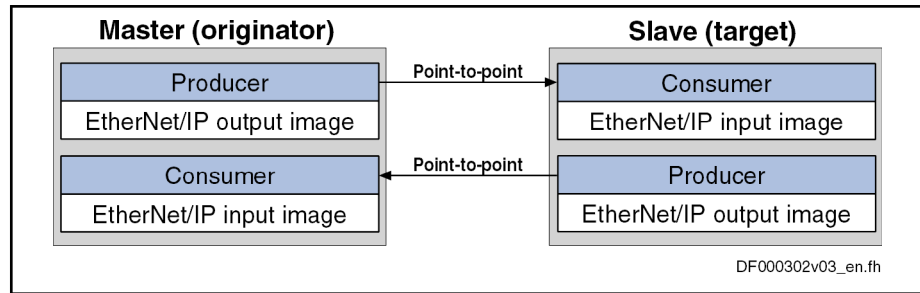 Master (originator)
Slave (target)
Producer
EtherNet/IP output image
Point-to-point
Consumer
EtherNet/IP input image
Consumer
EtherNet/IP input image
Point-to-point
Producer
EtherNet/IP output image
DF000302v03_en.fh